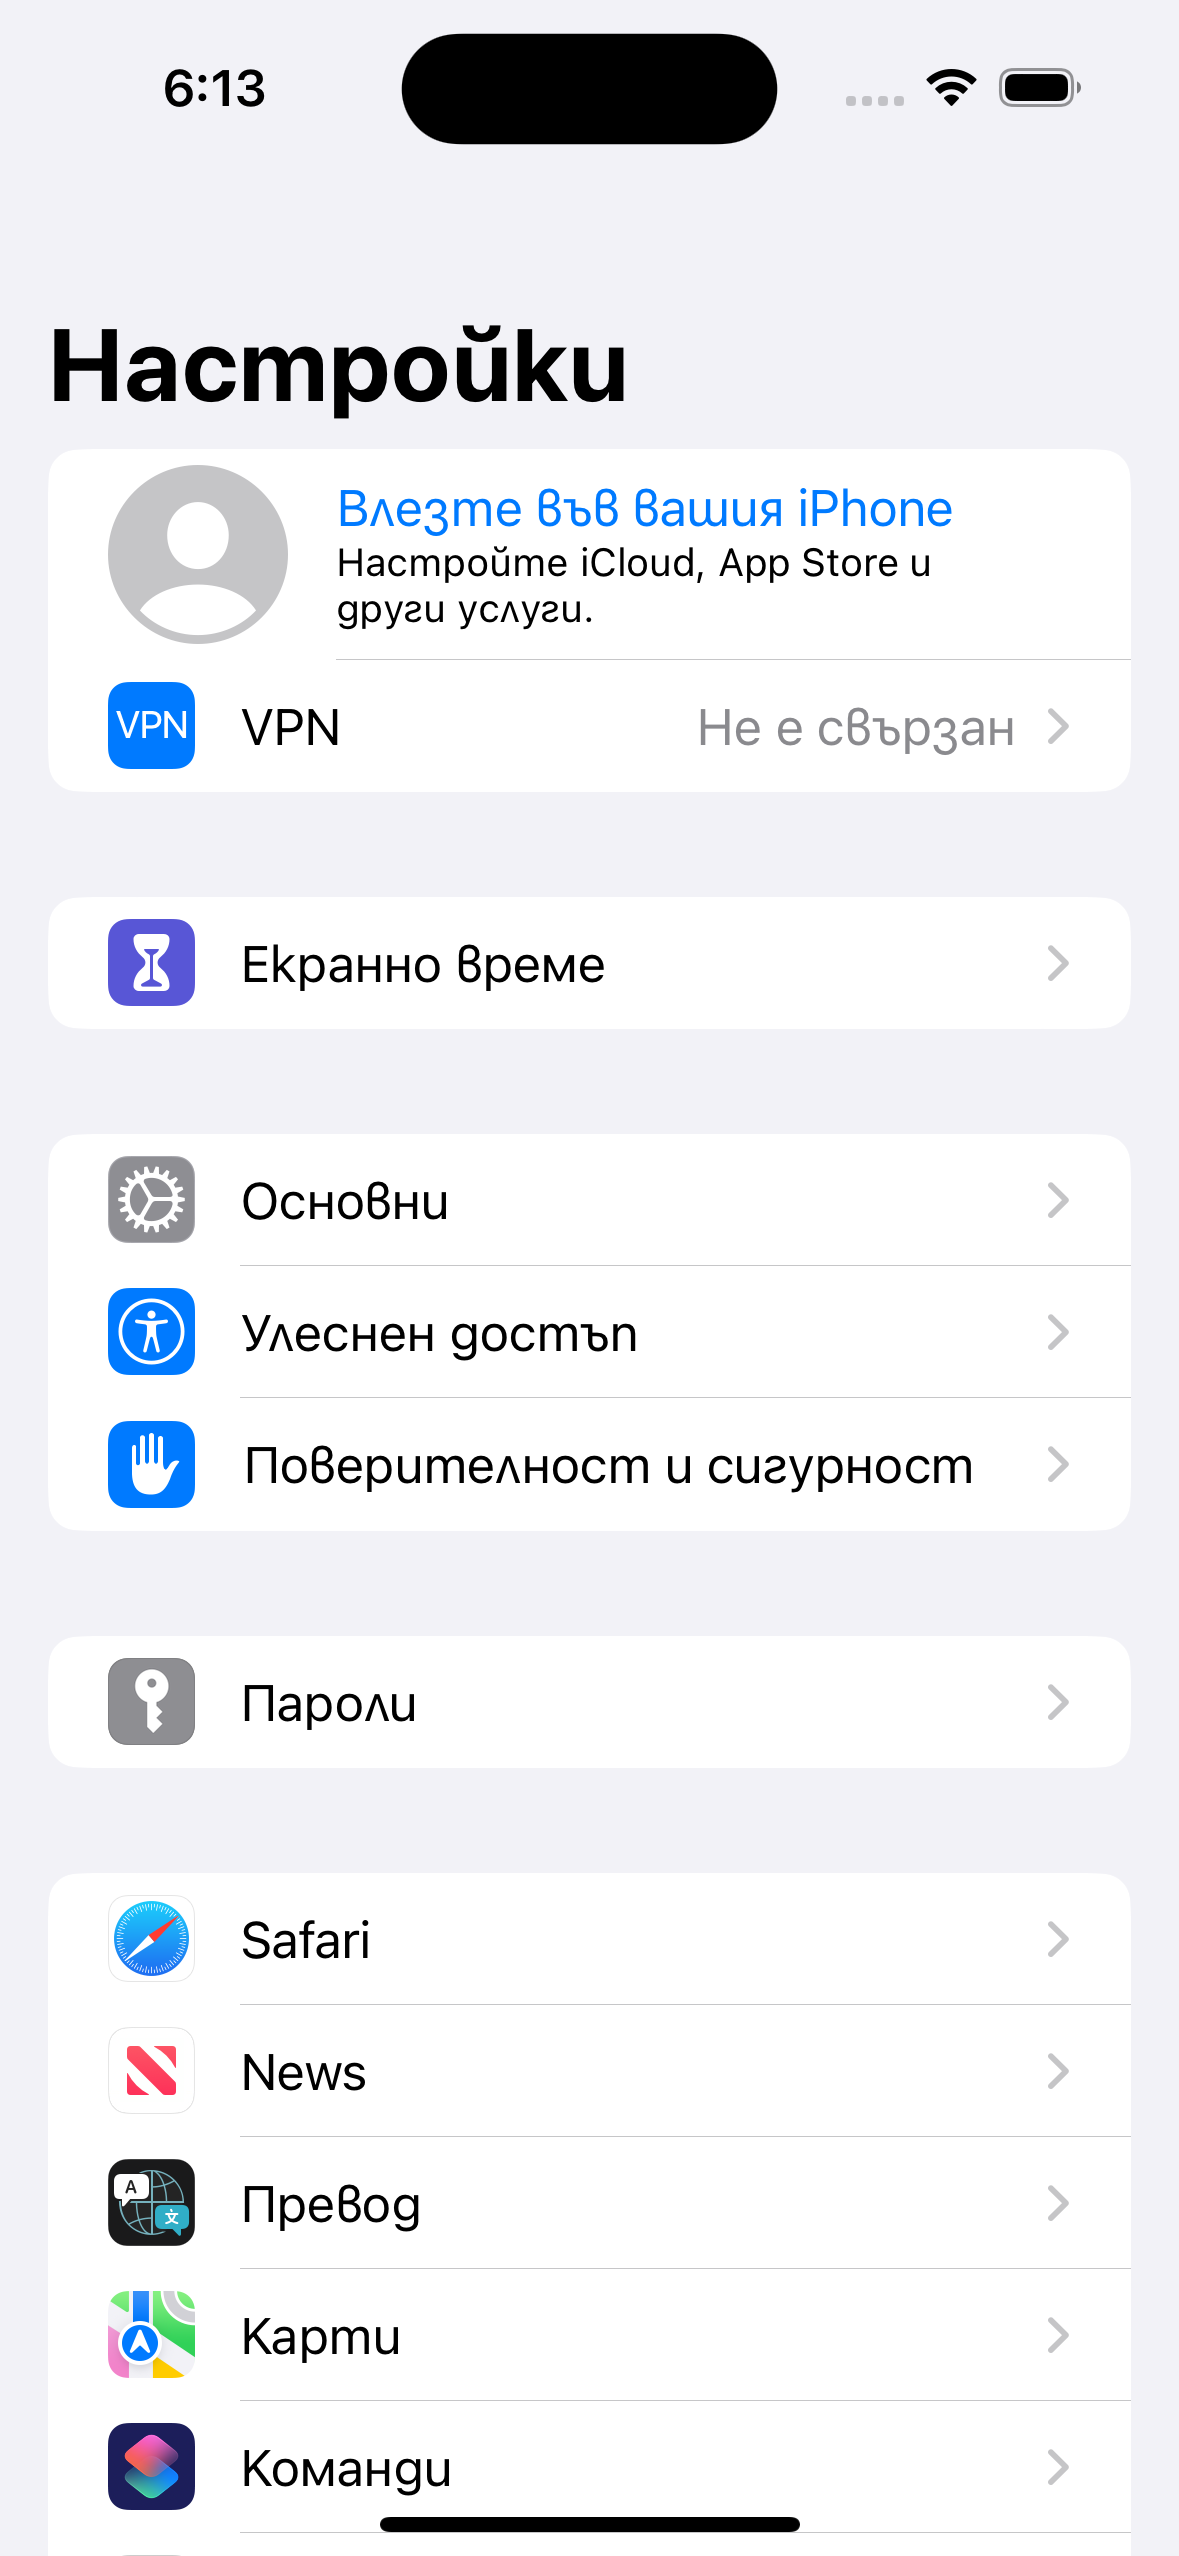 6:13
Настройки
Влезте във вашия iPhone
Настройте iCloud, App Store и
други услуги.
VPN
VPN
Не е свързан
Екранно време
Основни
Улеснен достъп
Поверителност и сигурност
Пароли
Safari
News
A
文
Превод
Карти
Команди